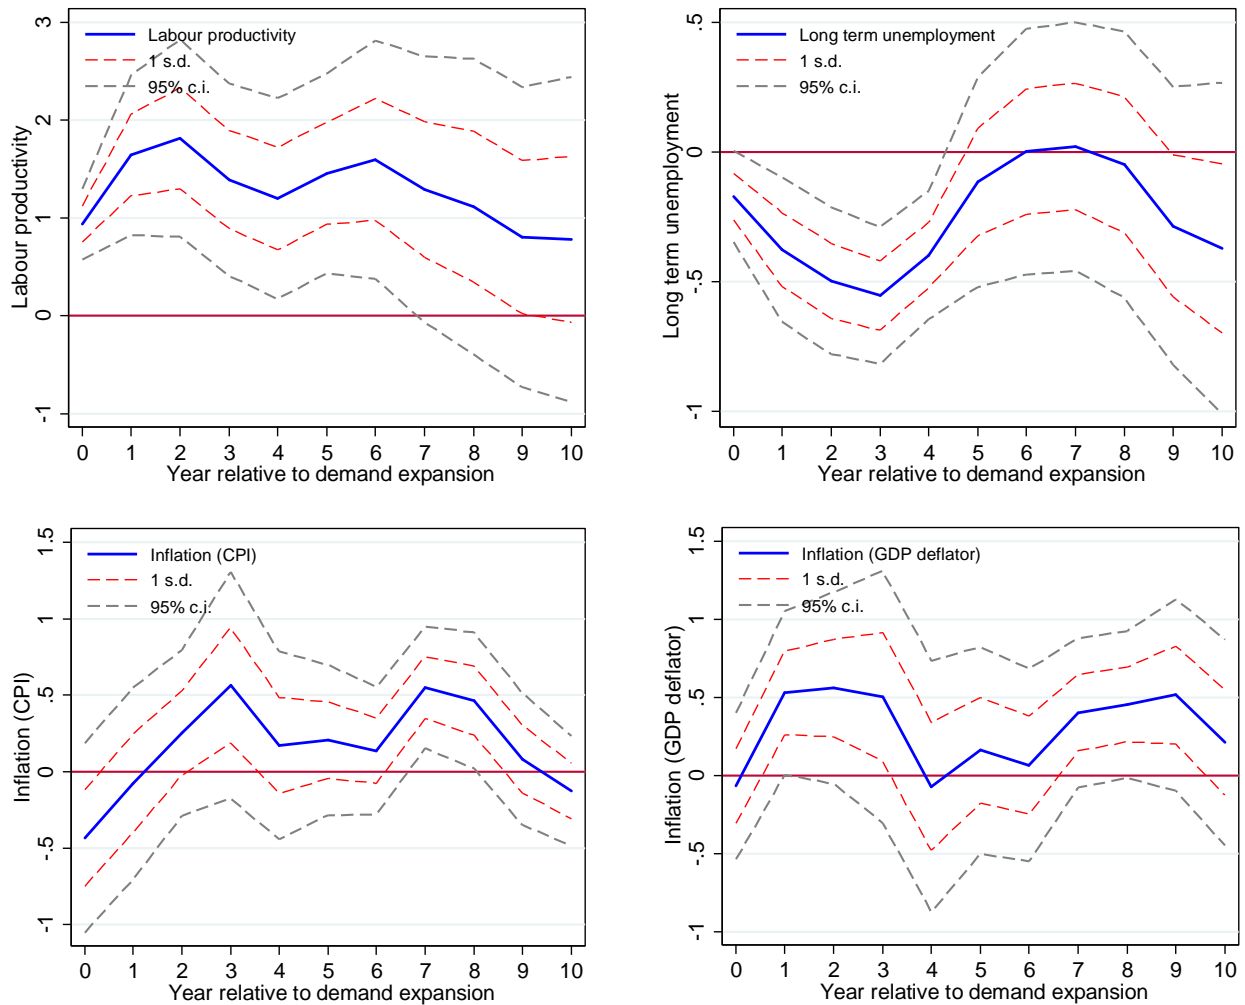 Labour productivity
1 s.d.
95% c.i.
Labour productivity
3
2
1
0
-1
0 1 2 3 4 5 6 7 8 9 10
Year relative to demand expansion
Long term unemployment
1 s.d.
95% c.i.
Long term unemployment
.5
0
-.5
-1
0 1 2 3 4 5 6 7 8 9 10
Year relative to demand expansion
Inflation (CPI)
1 s.d.
95% c.i.
Inflation (CPI)
1.5
1
.5
0
-.5
-1
0 1 2 3 4 5 6 7 8 9 10
Year relative to demand expansion
Inflation (GDP deflator)
1 s.d.
95% c.i.
Inflation (GDP deflator)
1.5
1
.5
0
-.5
-1
0 1 2 3 4 5 6 7 8 9 10
Year relative to demand expansion